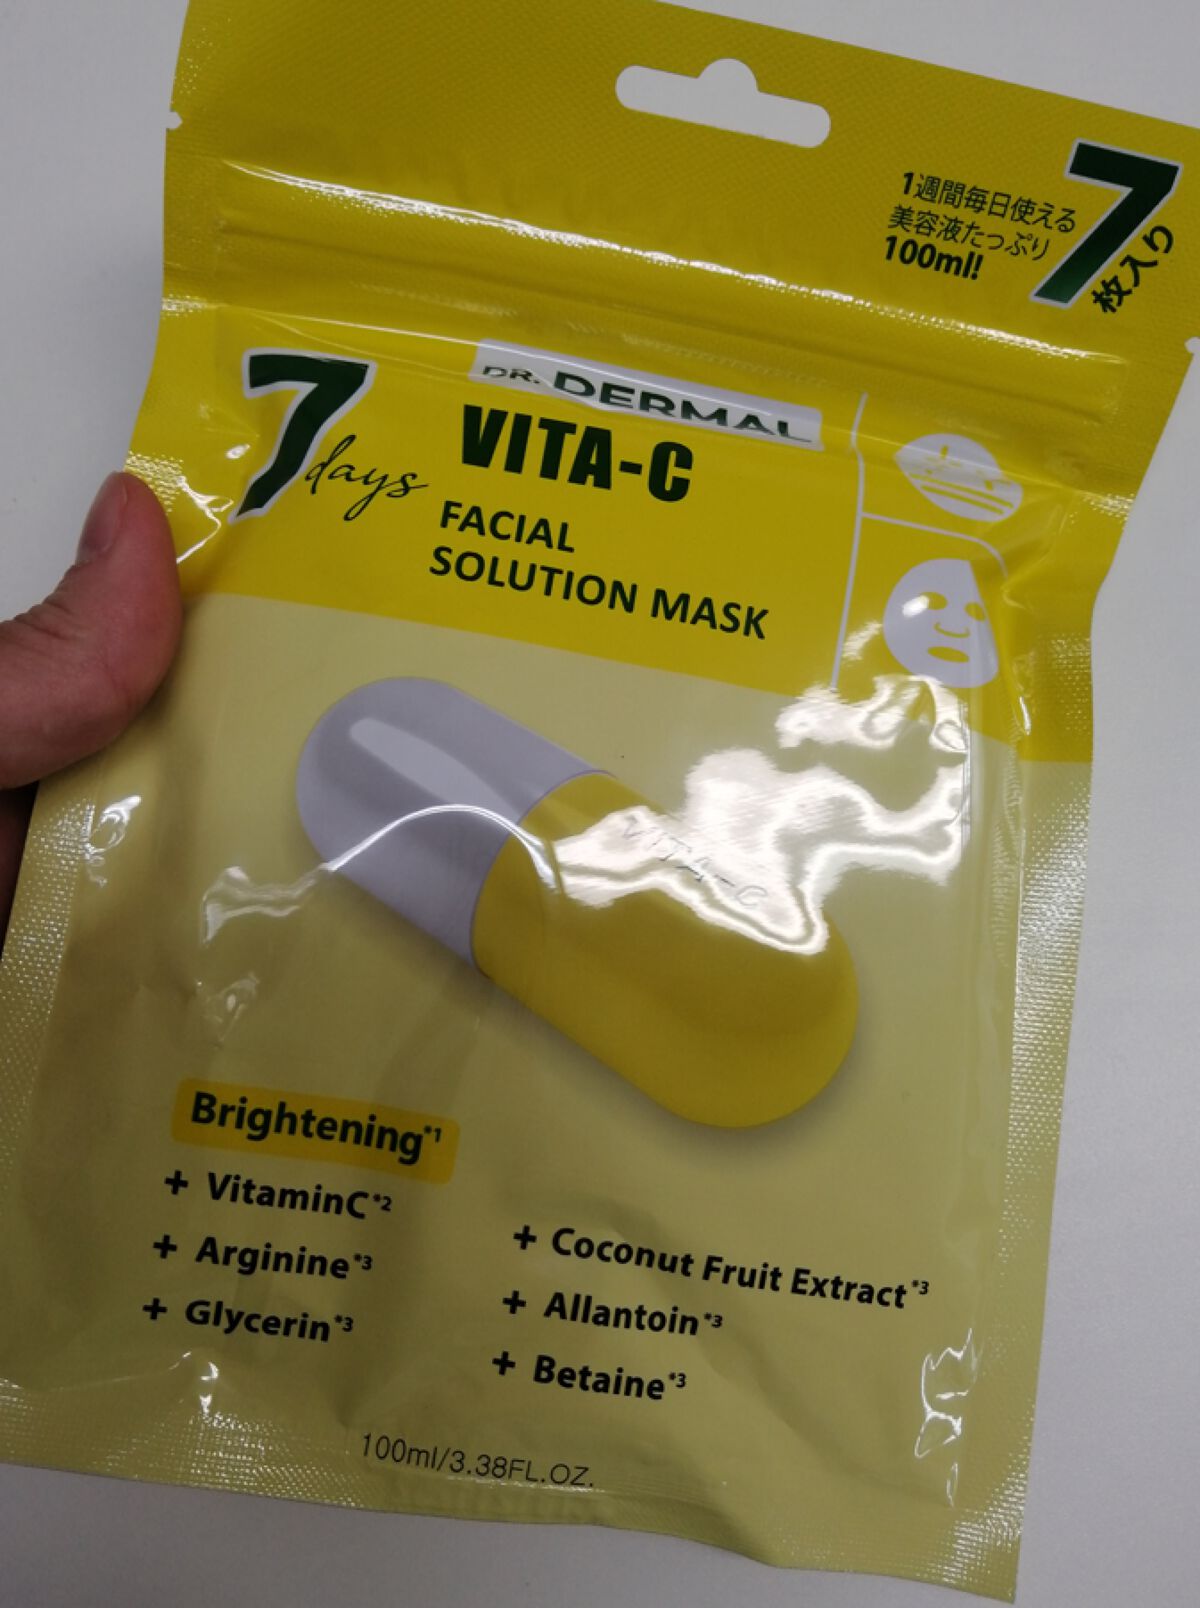 1週間毎日使える
美容液たっぷり
100ml!
7
枚入り
7
days
DR. DERMAL
VITA-C
FACIAL
SOLUTION MASK
VITA-C
Brightening*1
+ VitaminC*2
+ Arginine*3
+ Glycerin*3
+ Coconut Fruit Extract*3
+ Allantoin*3
+ Betaine*3
100ml/3.38FL.OZ.